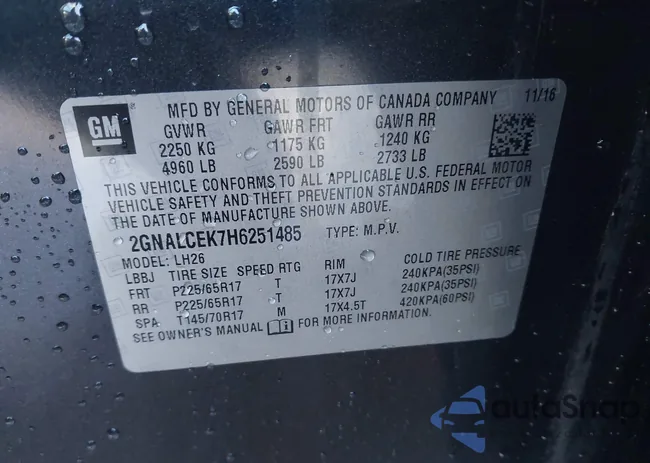 GM
MFD BY GENERAL MOTORS OF CANADA COMPANY 11/16
GVWR GAWR FRT GAWR RR
2250 KG 1175 KG 1240 KG
4960 LB 2590 LB 2733 LB
THIS VEHICLE CONFORMS TO ALL APPLICABLE U.S. FEDERAL MOTOR
VEHICLE SAFETY AND THEFT PREVENTION STANDARDS IN EFFECT ON
THE DATE OF MANUFACTURE SHOWN ABOVE.
2GNALCEK7H6251485 TYPE: M.P.V.
MODEL: LH26
LBBJ TIRE SIZE SPEED RTG RIM COLD TIRE PRESSURE
FRT P225/65R17 T 17X7J 240KPA(35PSI)
RR P225/65R17 T 17X7J 240KPA(35PSI)
SPA T145/70R17 M 17X4.5T 420KPA(60PSI)
SEE OWNER'S MANUAL FOR MORE INFORMATION.
autoSnap